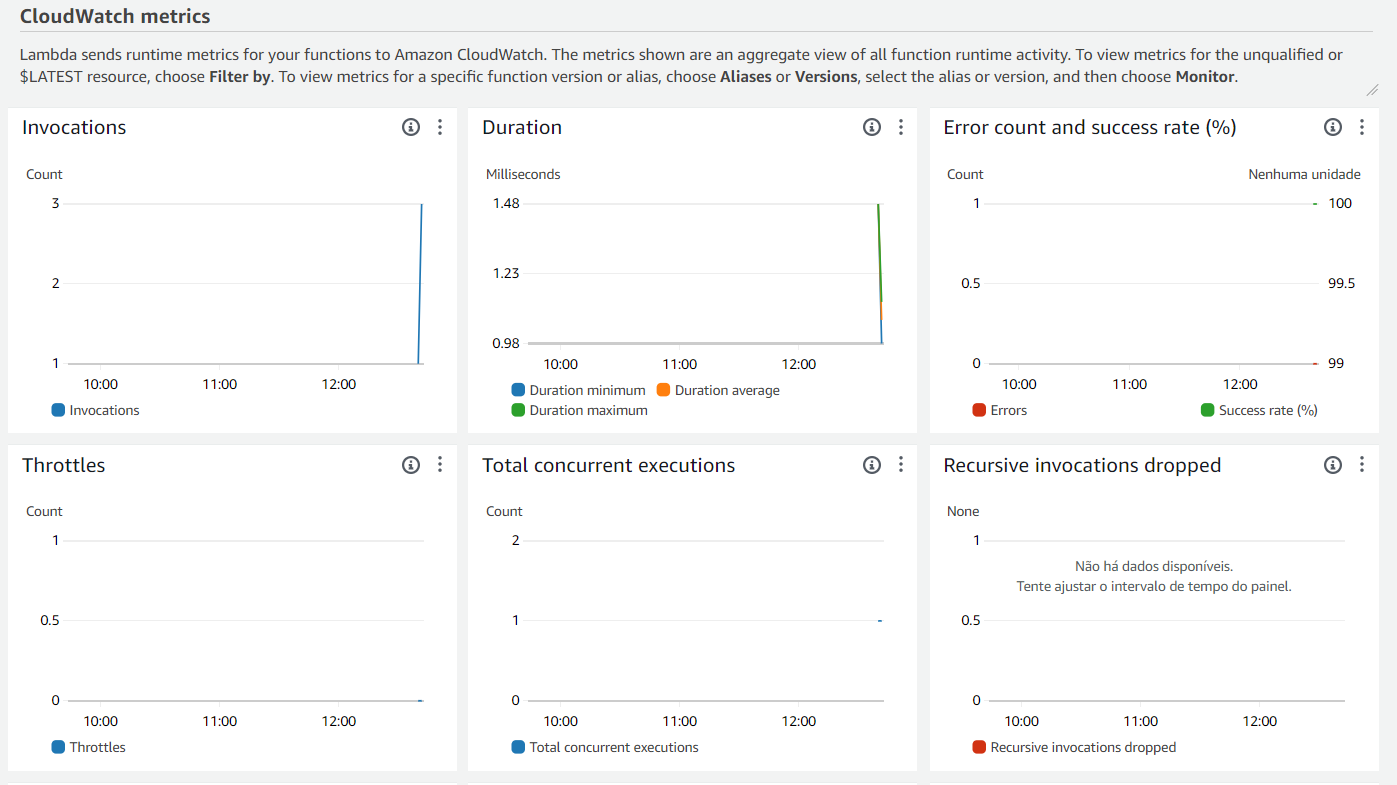 CloudWatch metrics
Lambda sends runtime metrics for your functions to Amazon CloudWatch. The metrics shown are an aggregate view of all function runtime activity. To view metrics for the unqualified or
$LATEST resource, choose Filter by. To view metrics for a specific function version or alias, choose Aliases or Versions, select the alias or version, and then choose Monitor.
Invocations
Count
3
2
1
10:00 11:00 12:00
Invocations
Duration
Milliseconds
1.48
1.23
0.98
10:00 11:00 12:00
Duration minimum Duration average
Duration maximum
Error count and success rate (%)
Count Nenhuma unidade
1 100
0.5 99.5
0 99
10:00 11:00 12:00
Errors Success rate (%)
Throttles
Count
1
0.5
0
10:00 11:00 12:00
Throttles
Total concurrent executions
Count
2
1
0
10:00 11:00 12:00
Total concurrent executions
Recursive invocations dropped
None
1
Não há dados disponíveis.
Tente ajustar o intervalo de tempo do painel.
0.5
0
10:00 11:00 12:00
Recursive invocations dropped